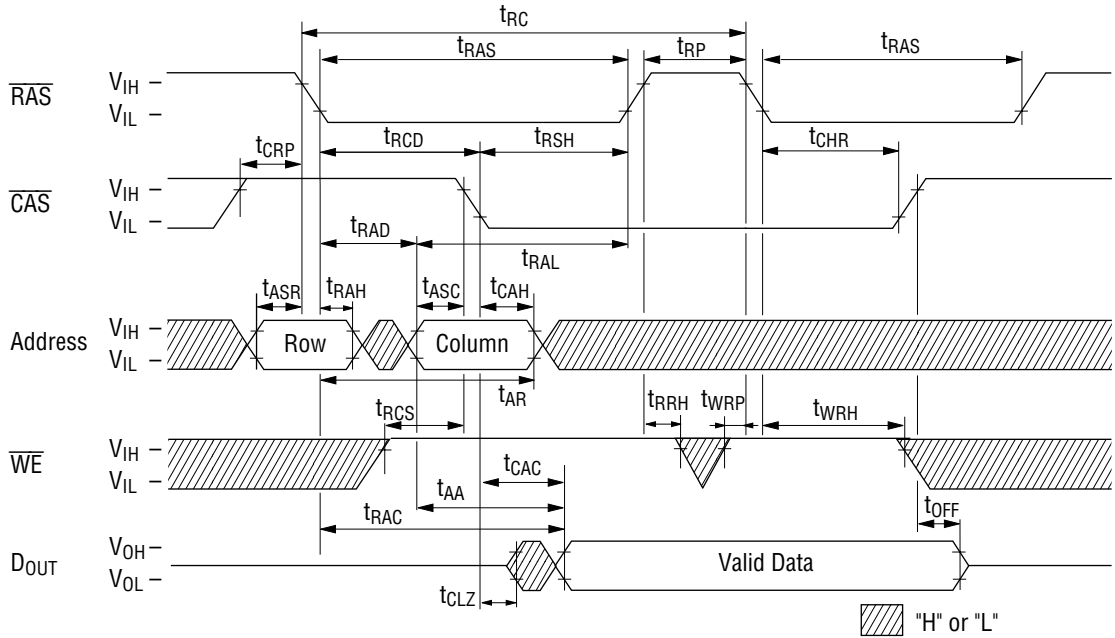 tRC
tRAS tRP tRAS
RAS VIH VIL
tCRP tRCD tRSH tCHR
CAS VIH VIL
tRAD tRAL
tASR tRAH tASC tCAH
Address VIH VIL Row Column
tAR
tRCS tRRH tWRP tWRH
WE VIH VIL
tCAC
tAA
tRAC tOFF
DOUT VOH VOL Valid Data
tCLZ
"H" or "L"